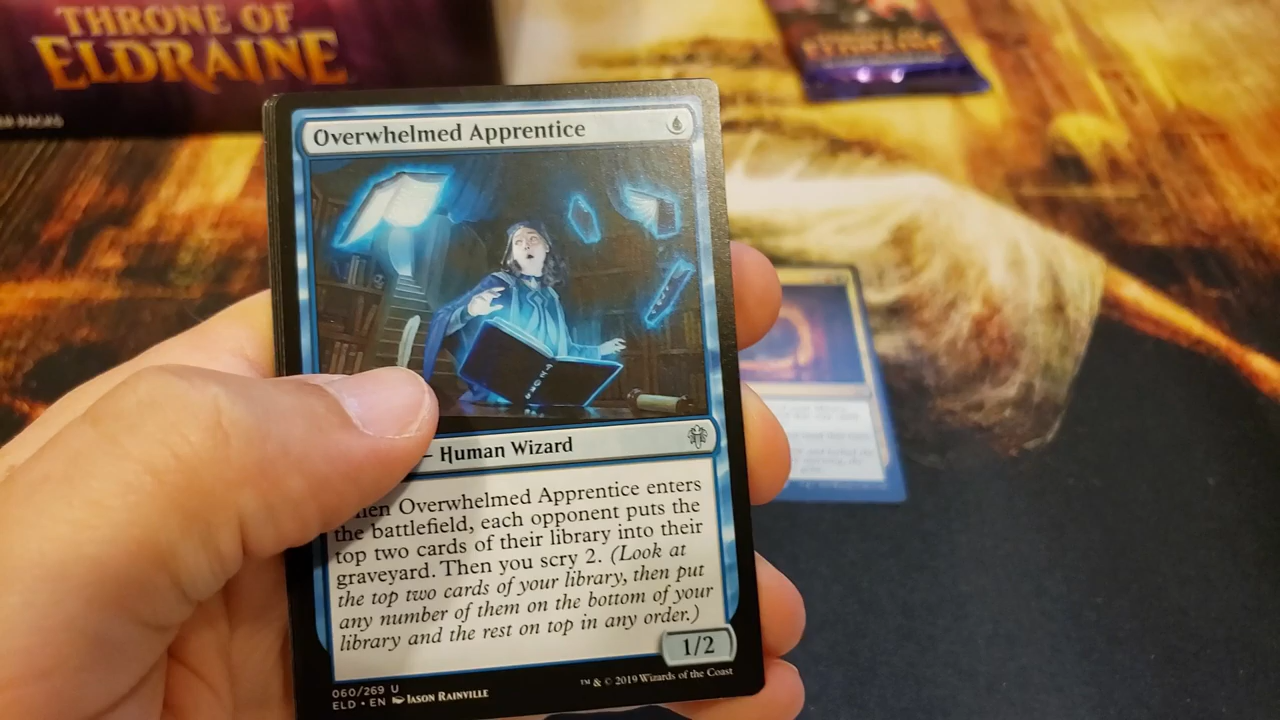 THRONE OF
ELDRAINE
Overwhelmed Apprentice
– Human Wizard
Overwhelmed Apprentice enters
the battlefield, each opponent puts the
top two cards of their library into their
graveyard. Then you scry 2. (Look at
the top two cards of your library, then put
any number of them on the bottom of your
library and the rest on top in any order.)
1/2
060/269 U
ELD • EN Jason Rainville
™ & © 2019 Wizards of the Coast